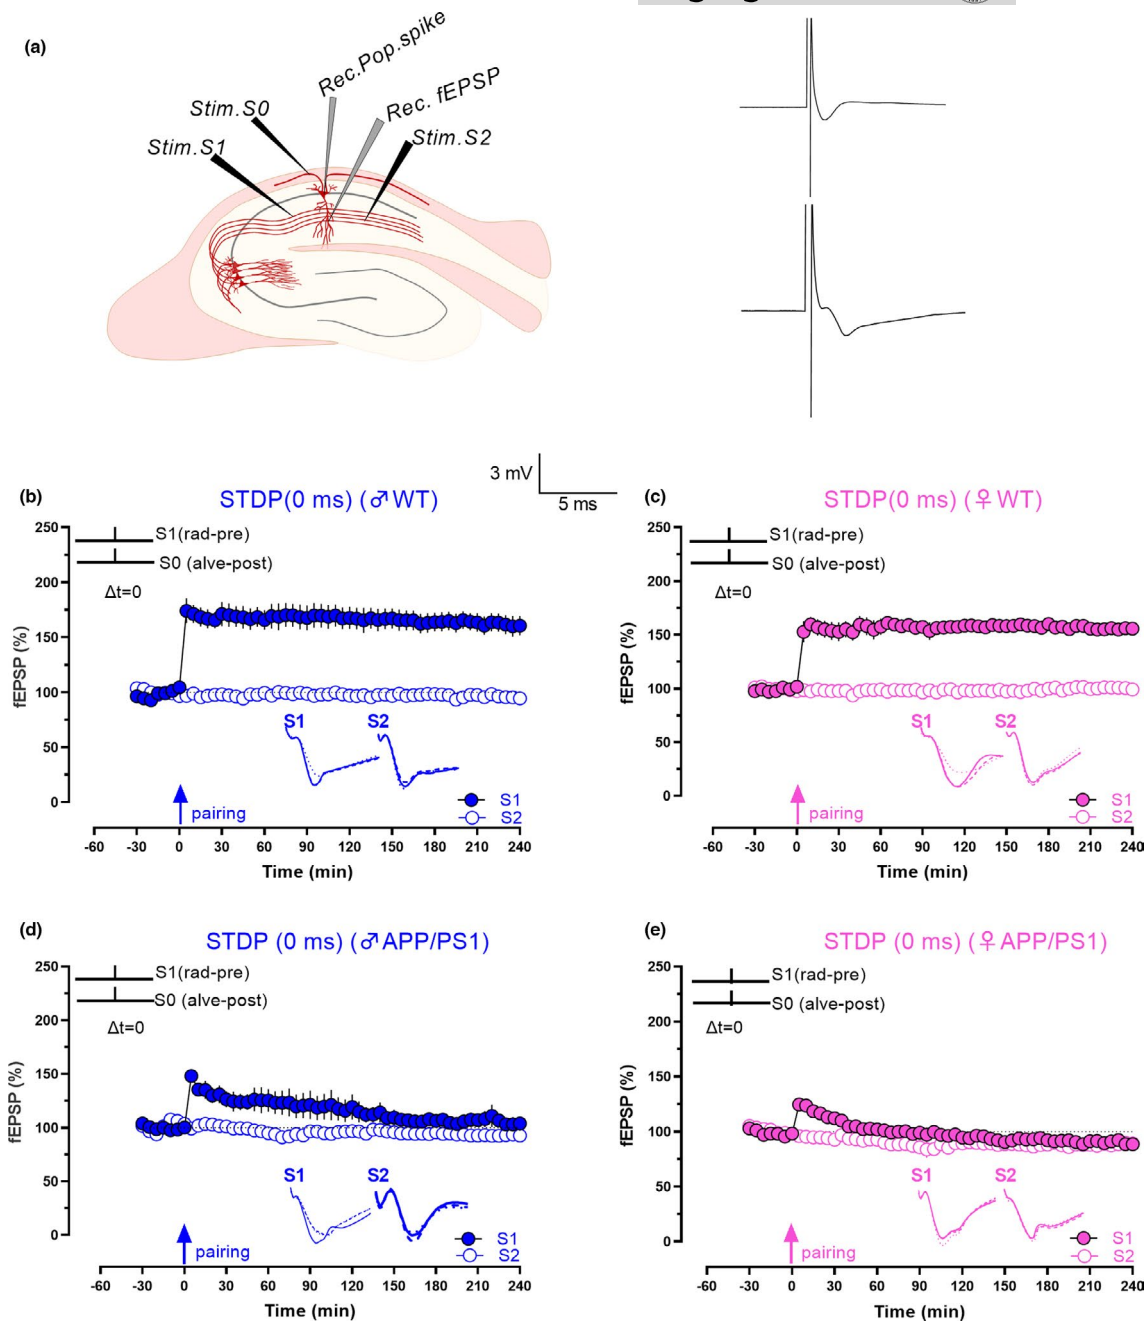 (a)
Rec.Pop.spike
Rec. fEPSP
Stim.S0
Stim.S2
Stim.S1
3 mV
5 ms
(b)
STDP(0 ms) (♂ WT)
S1(rad-pre)
S0 (alve-post)
Δt=0
fEPSP (%)
250
200
150
100
50
0
S1
S2
pairing
S1
S2
-60 -30 0 30 60 90 120 150 180 210 240
Time (min)
(c)
STDP(0 ms) (♀ WT)
S1(rad-pre)
S0 (alve-post)
Δt=0
fEPSP (%)
250
200
150
100
50
0
S1
S2
pairing
S1
S2
-60 -30 0 30 60 90 120 150 180 210 240
Time (min)
(d)
STDP (0 ms) (♂ APP/PS1)
S1(rad-pre)
S0 (alve-post)
Δt=0
fEPSP (%)
250
200
150
100
50
0
S1
S2
pairing
S1
S2
-60 -30 0 30 60 90 120 150 180 210 240
Time (min)
(e)
STDP (0 ms) (♀ APP/PS1)
S1(rad-pre)
S0 (alve-post)
Δt=0
fEPSP (%)
250
200
150
100
50
0
S1
S2
pairing
S1
S2
-60 -30 0 30 60 90 120 150 180 210 240
Time (min)